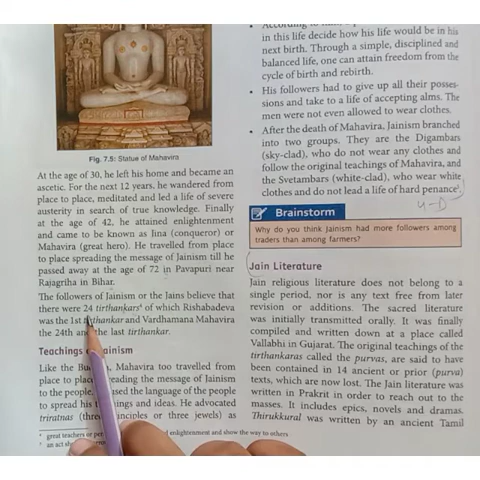 Fig. 7.5: Statue of Mahavira
At the age of 30, he left his home and became an
ascetic. For the next 12 years, he wandered from
place to place, meditated and led a life of severe
austerity in search of true knowledge. Finally
at the age of 42, he attained enlightenment
and came to be known as Jina (conqueror) or
Mahavira (great hero). He travelled from place
to place spreading the message of Jainism till he
passed away at the age of 72 in Pavapuri near
Rajagriha in Bihar.
The followers of Jainism or the Jains believe that
there were 24 tirthankars⁴ of which Rishabadeva
was the 1st tirthankar and Vardhamana Mahavira
the 24th and the last tirthankar.
Teachings Jainism
Like the too travelled from
place to place the message of Jainism
to the people. used the language of the people
to spread his and ideas. He advocated
triratnas (three or three jewels) as
⁴ great teachers or enlightenment and show the way to others
⁵ an act
in this life decide how his life would be in his
next birth. Through a simple, disciplined and
balanced life, one can attain freedom from the
cycle of birth and rebirth.
• His followers had to give up all their posses-
sions and take to a life of accepting alms. The
men were not even allowed to wear clothes.
• After the death of Mahavira, Jainism branched
into two groups. They are the Digambars
(sky-clad), who do not wear any clothes and
follow the original teachings of Mahavira, and
the Svetambars (white-clad), who wear white
clothes and do not lead a life of hard penance⁵.
Brainstorm
Why do you think Jainism had more followers among
traders than among farmers?
Jain Literature
Jain religious literature does not belong to a
single period, nor is any text free from later
revision or additions. The sacred literature
was initially transmitted orally. It was finally
compiled and written down at a place called
Vallabhi in Gujarat. The original teachings of the
tirthankaras called the purvas, are said to have
been contained in 14 ancient or prior (purva)
texts, which are now lost. The Jain literature was
written in Prakrit in order to reach out to the
masses. It includes epics, novels and dramas.
Thirukkural was written by an ancient Tamil